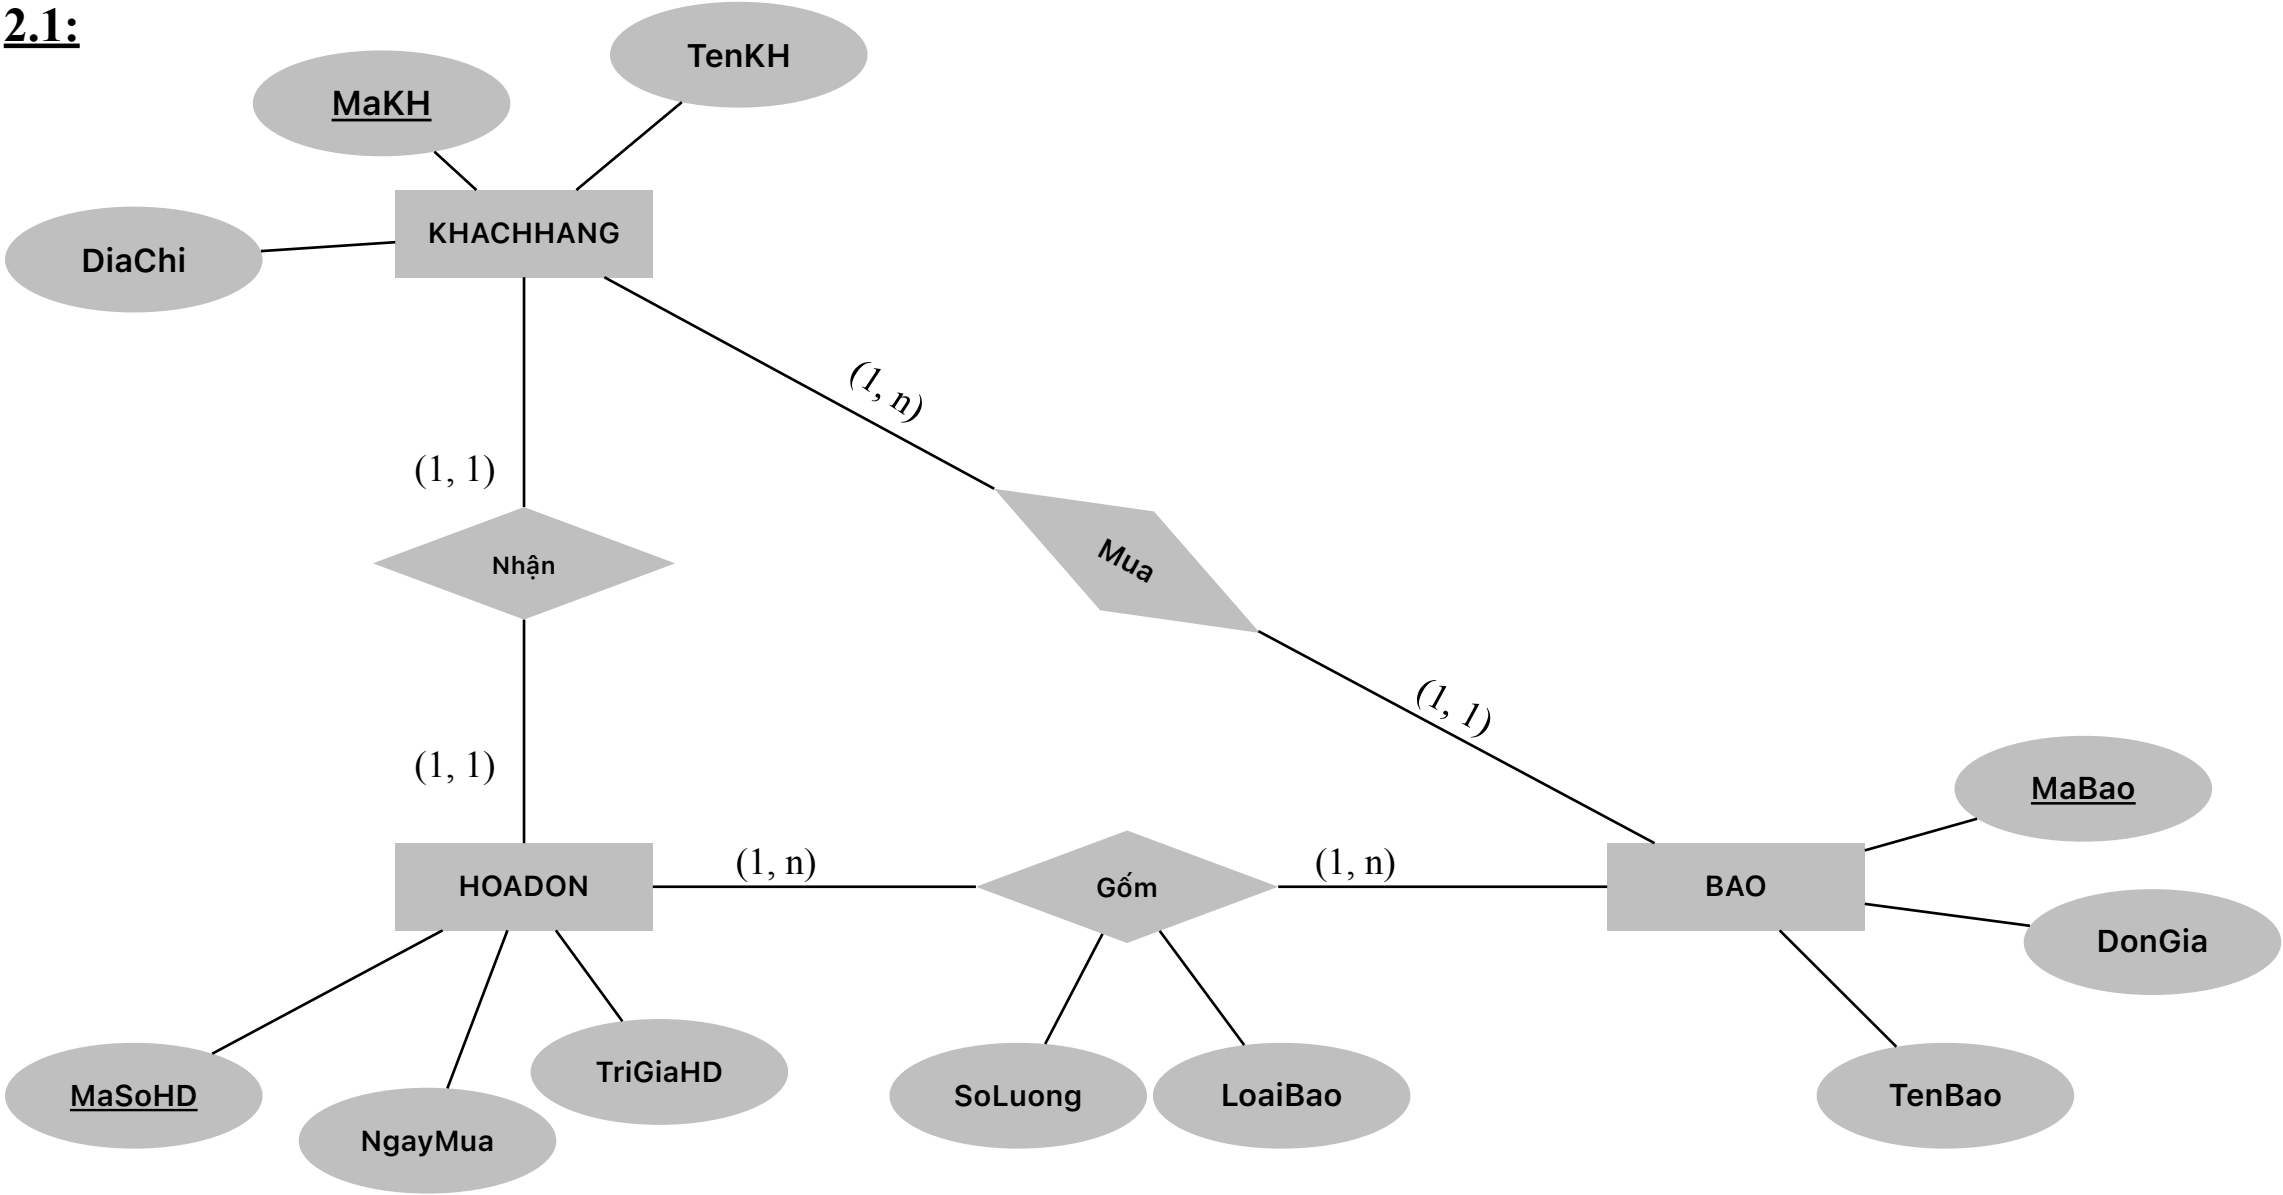 2.1:
TenKH
MaKH
KHACHHANG
DiaChi
(1, n)
(1, 1)
Nhận
Mua
(1, 1)
(1, 1)
MaBao
HOADON
(1, n)
Gốm
(1, n)
BAO
DonGia
MaSoHD
NgayMua
TriGiaHD
SoLuong
LoaiBao
TenBao